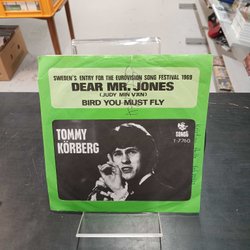 SWEDEN'S ENTRY FOR THE EUROVISION SONG FESTIVAL 1969
DEAR MR. JONES
(JUDY MIN VÄN)
BIRD YOU MUST FLY
TOMMY
KÖRBERG
SONET
T-7760